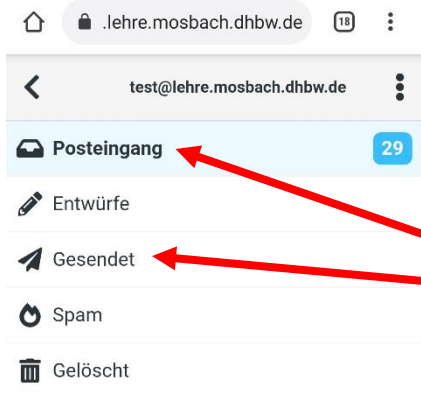 .lehre.mosbach.dhbw.de 18
test@lehre.mosbach.dhbw.de
Posteingang 29
Entwürfe
Gesendet
Spam
Gelöscht